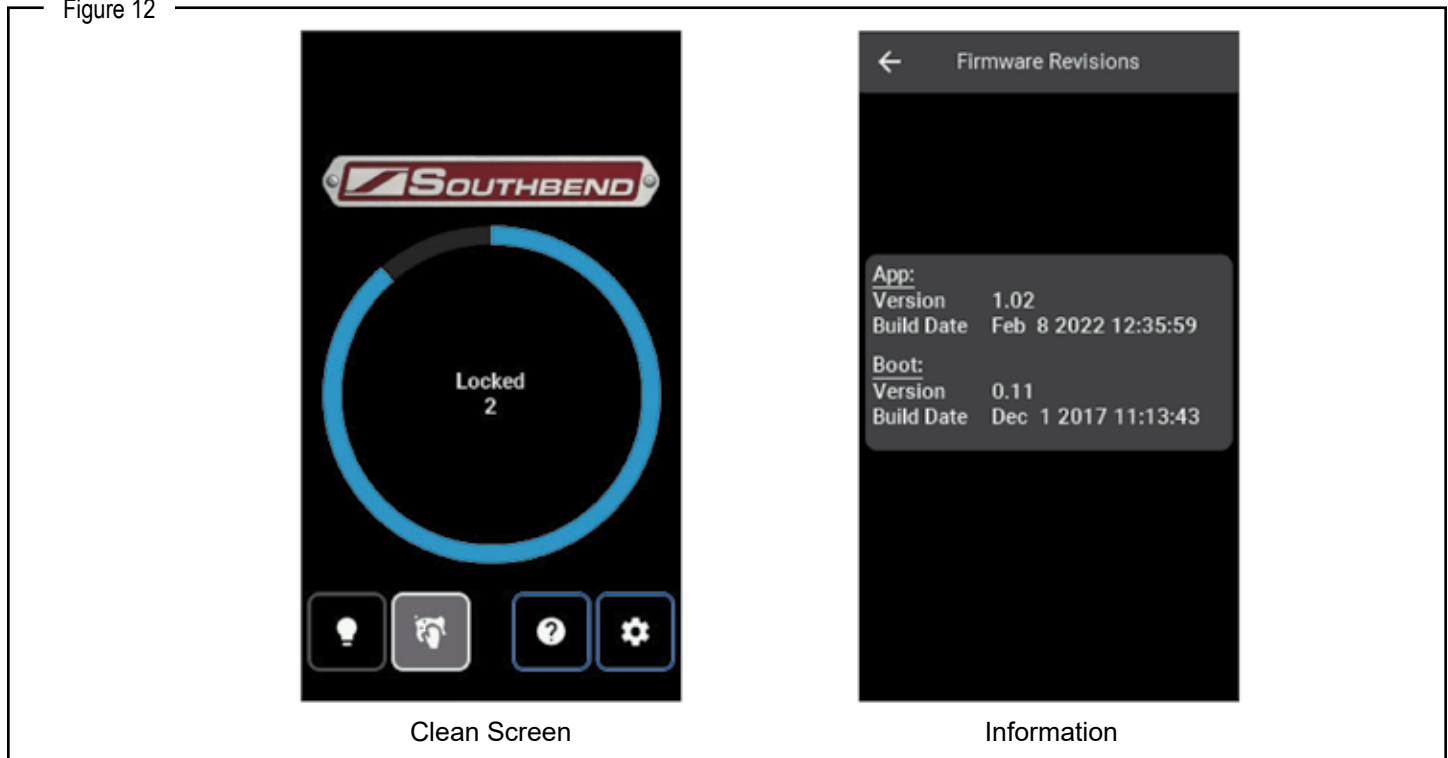 Figure 12
SOUTHBEND
Locked
2
Clean Screen
Firmware Revisions
App:
Version 1.02
Build Date Feb 8 2022 12:35:59
Boot:
Version 0.11
Build Date Dec 1 2017 11:13:43
Information